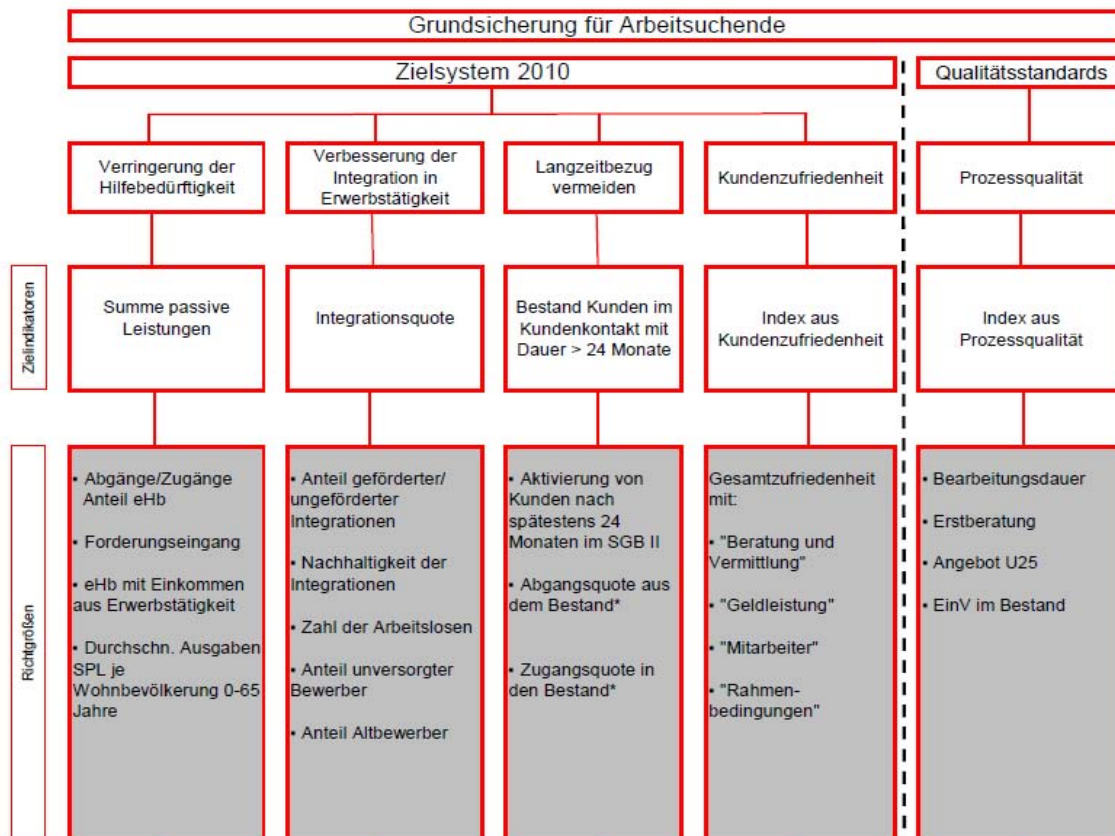 Grundsicherung für Arbeitsuchende
Zielsystem 2010
Qualitätsstandards
Verringerung der
Hilfebedürftigkeit
Verbesserung der
Integration in
Erwerbstätigkeit
Langzeitbezug
vermeiden
Kundenzufriedenheit
Prozessqualität
Zielindikatoren
Summe passive
Leistungen
Integrationsquote
Bestand Kunden im
Kundenkontakt mit
Dauer > 24 Monate
Index aus
Kundenzufriedenheit
Index aus
Prozessqualität
Richtgrößen
• Abgänge/Zugänge
Anteil eHb
• Forderungseingang
• eHb mit Einkommen
aus Erwerbstätigkeit
• Durchschn. Ausgaben
SPL je
Wohnbevölkerung 0-65
Jahre
• Anteil geförderter/
ungeförderter
Integrationen
• Nachhaltigkeit der
Integrationen
• Zahl der Arbeitslosen
• Anteil unversorgter
Bewerber
• Anteil Altbewerber
• Aktivierung von
Kunden nach
spätestens 24
Monaten im SGB II
• Abgangsquote aus
dem Bestand*
• Zugangsquote in
den Bestand*
Gesamtzufriedenheit
mit:
• "Beratung und
Vermittlung"
• "Geldleistung"
• "Mitarbeiter"
• "Rahmen-
bedingungen"
• Bearbeitungsdauer
• Erstberatung
• Angebot U25
• EinV im Bestand